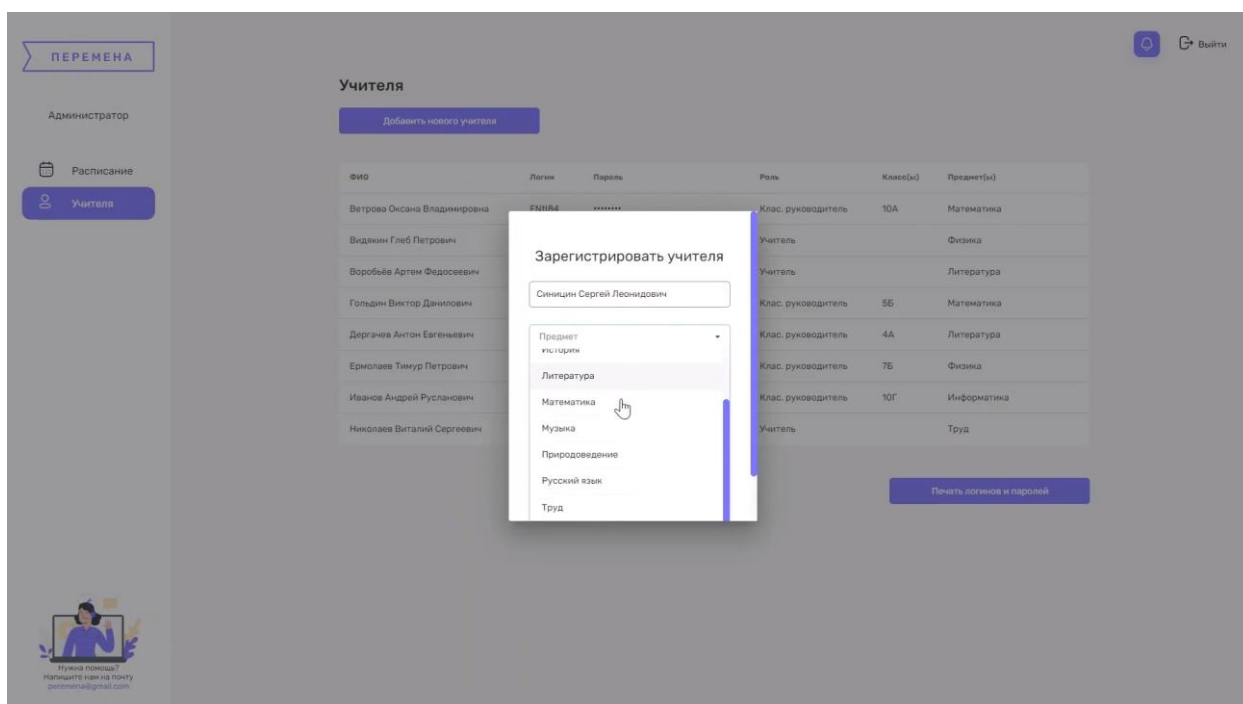 ПЕРЕМЕНА
Выйти
Администратор
Расписание
Учителя
Учителя
Добавить нового учителя
ФИО Логин Пароль Роль Класс(ы) Предмет(ы)
Ветрова Оксана Владимировна •••••••• Клас. руководитель 10А Математика
Видякин Глеб Петрович Учитель Физика
Воробьёв Артем Федосеевич Учитель Литература
Гольдин Виктор Данилович Клас. руководитель 5Б Математика
Дергачев Антон Евгеньевич Клас. руководитель 4А Литература
Ермолаев Тимур Петрович Клас. руководитель 7Б Физика
Иванов Андрей Русланович Клас. руководитель 10Г Информатика
Николаев Виталий Сергеевич Учитель Труд
Зарегистрировать учителя
Синицин Сергей Леонидович
Предмет
История
Литература
Математика
Музыка
Природоведение
Русский язык
Труд
Печать логинов и паролей
Нужна помощь?
Напишите нам на почту
peremena@gmail.com